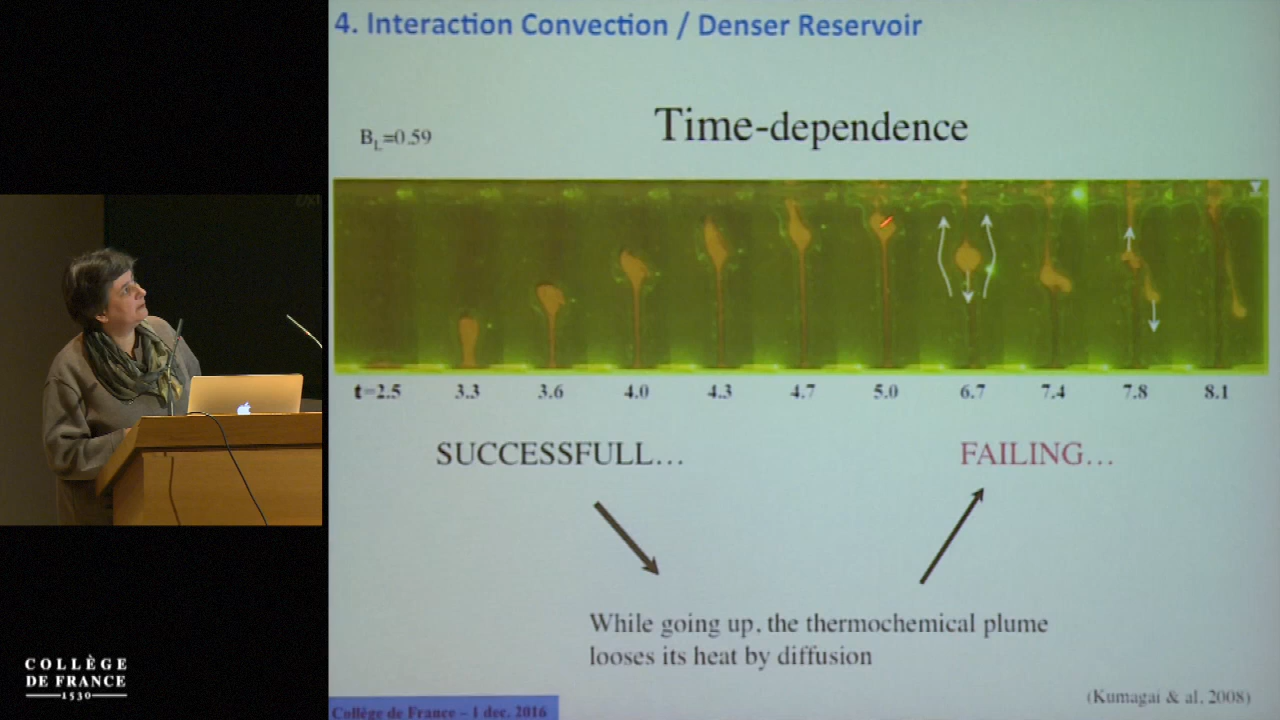 4. Interaction Convection / Denser Reservoir
Time-dependence
B_L=0.59
t=2.5 3.3 3.6 4.0 4.3 4.7 5.0 6.7 7.4 7.8 8.1
SUCCESSFULL... FAILING...
While going up, the thermochemical plume
looses its heat by diffusion
(Kumagai & al, 2008)
Collège de France – 1 dec. 2016
COLLÈGE
DE FRANCE
1530